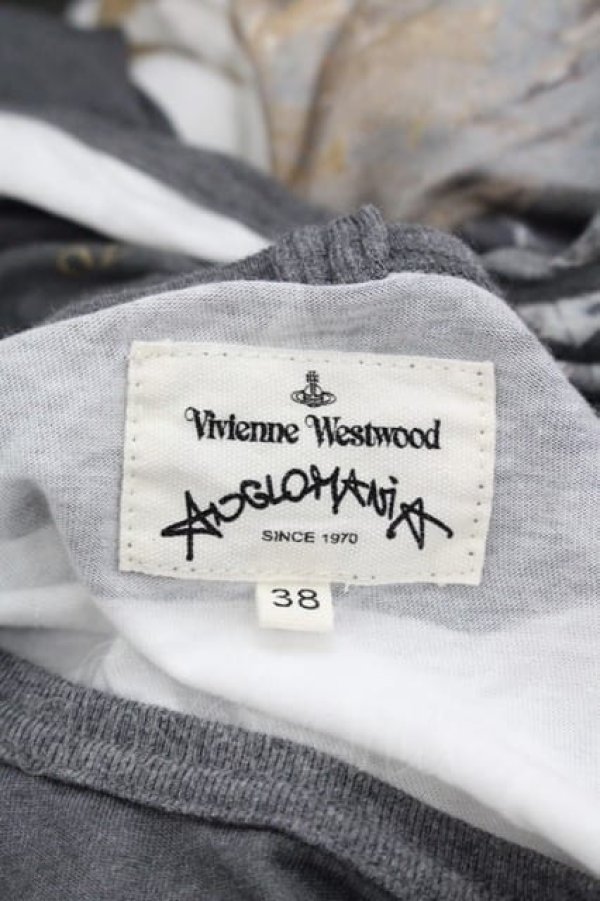 Vivienne Westwood
ANGLOMANIA
SINCE 1970
38